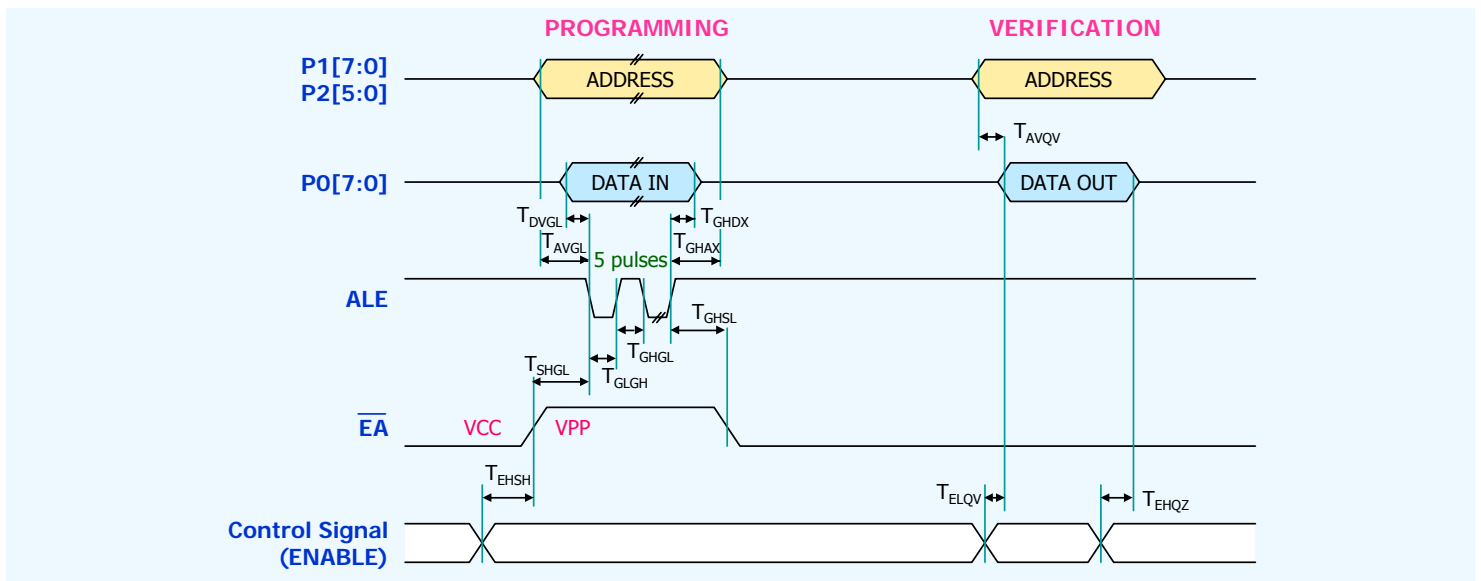 PROGRAMMING
VERIFICATION
P1[7:0]
P2[5:0]
ADDRESS
ADDRESS
TAVQV
P0[7:0]
DATA IN
DATA OUT
TDVGL
TGHDX
TAVGL
TGHAX
5 pulses
ALE
TGHSL
TGHGL
TSHGL
TGLGH
EA
VCC
VPP
TEHSH
TELQV
TEHQZ
Control Signal
(ENABLE)